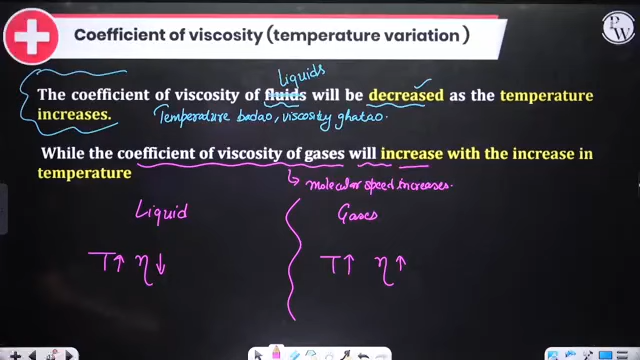 Coefficient of viscosity (temperature variation)
P
W
liquids
The coefficient of viscosity of fluids will be decreased as the temperature
increases. Temperature badao, viscosity ghatao.
While the coefficient of viscosity of gases will increase with the increase in
temperature
molecular speed increases.
Liquid
Gases
T↑ η↓
T↑ η↑